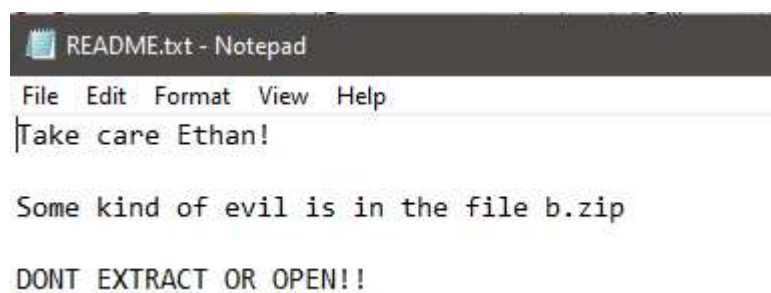 README.txt - Notepad
File Edit Format View Help
Take care Ethan!
Some kind of evil is in the file b.zip
DONT EXTRACT OR OPEN!!